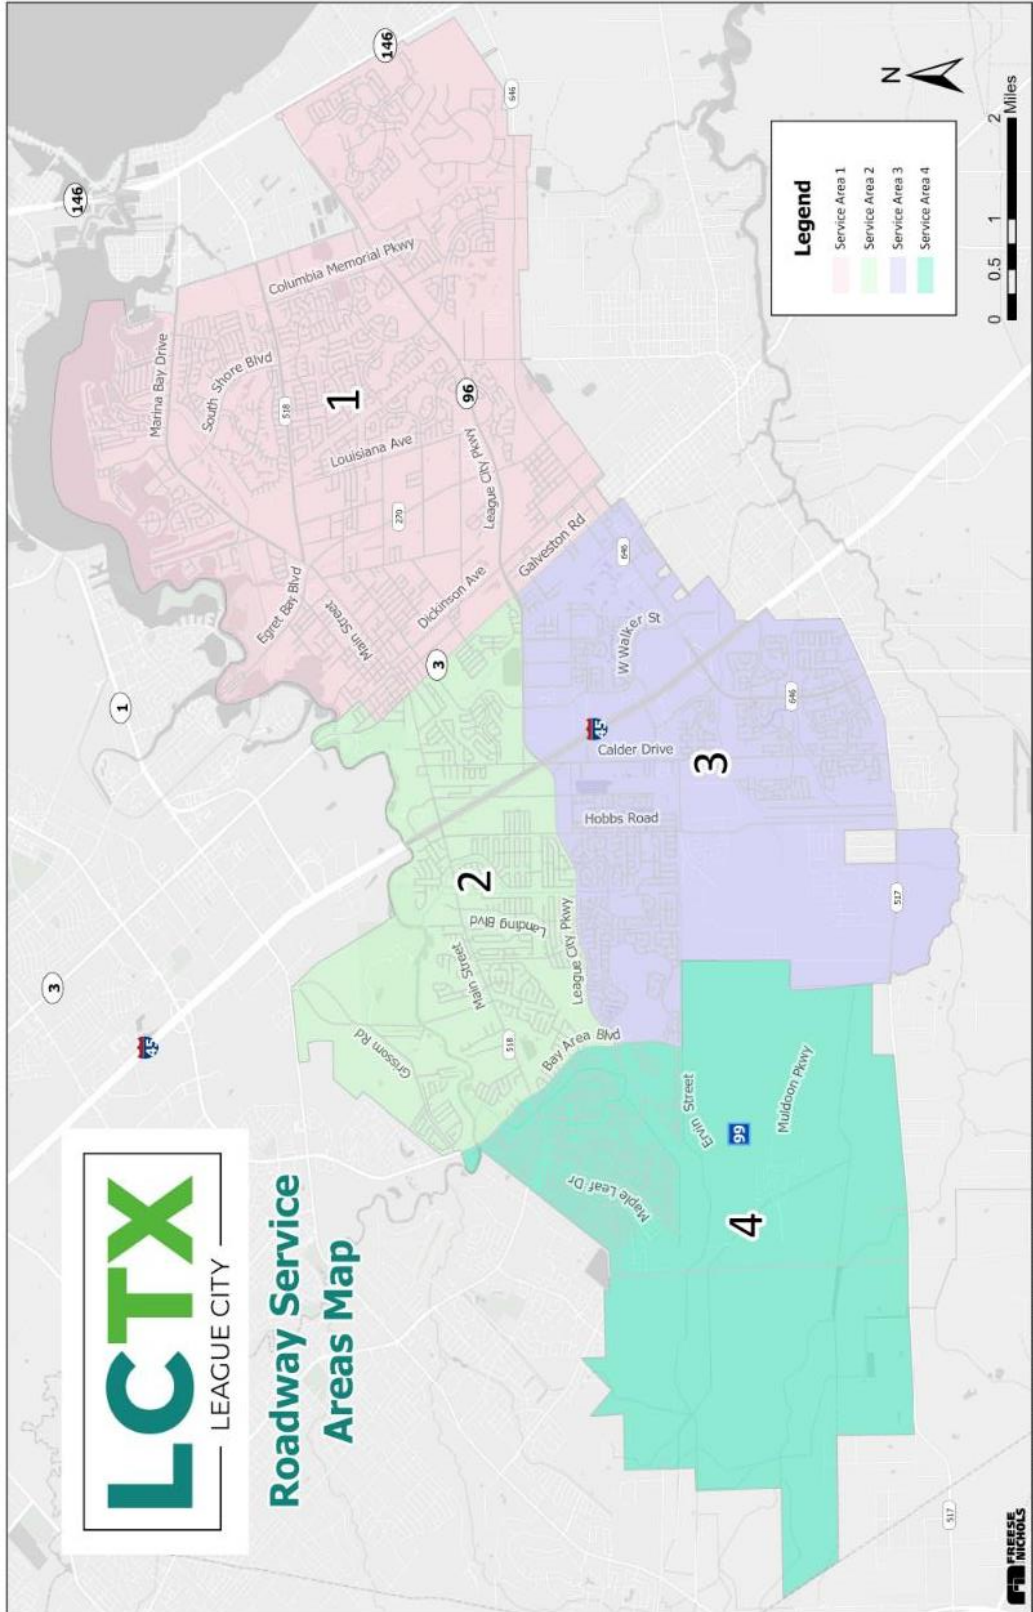 LCTX
LEAGUE CITY
Roadway Service
Areas Map
3
45
1
146
146
Marina Bay Drive
South Shore Blvd
Columbia Memorial Pkwy
518
1
Louisiana Ave
Egret Bay Blvd
Main Street
270
96
League City Pkwy
646
Dickinson Ave
Galveston Rd
3
Grissom Rd
Main Street
2
Landing Blvd
518
League City Pkwy
Bay Area Blvd
646
W Walker St
45
Calder Drive
Hobbs Road
3
646
517
Maple Leaf Dr
Ervin Street
99
4
Muldoon Pkwy
517
Legend
Service Area 1
Service Area 2
Service Area 3
Service Area 4
N
0 0.5 1 2
Miles
FREESE
NICHOLS